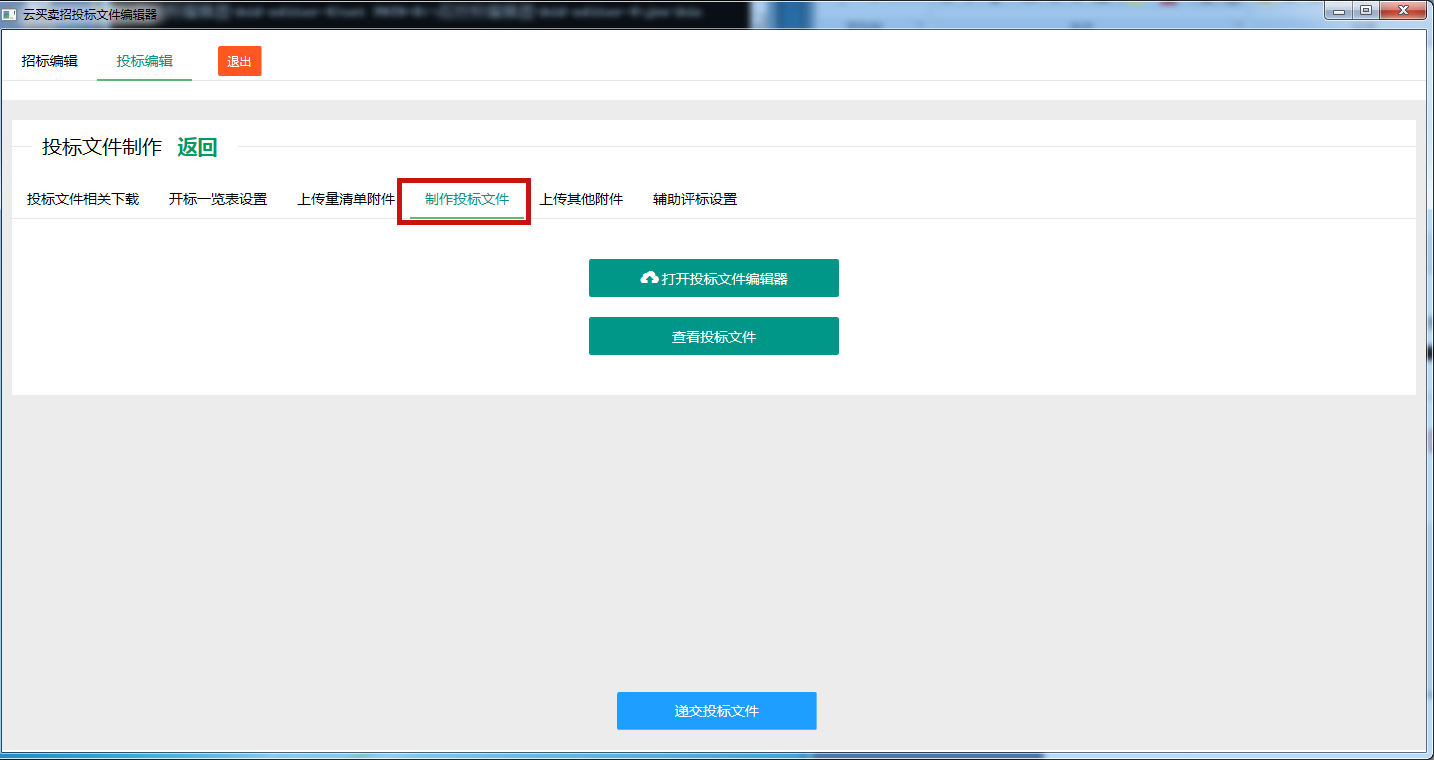 云买卖招投标文件编辑器
招标编辑 投标编辑 退出
投标文件制作 返回
投标文件相关下载 开标一览表设置 上传量清单附件 制作投标文件 上传其他附件 辅助评标设置
打开投标文件编辑器
查看投标文件
递交投标文件